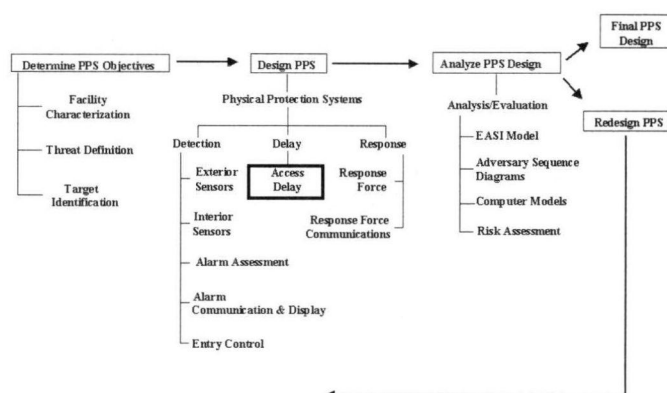 Final PPS
Design
Determine PPS Objectives
Design PPS
Analyze PPS Design
Facility
Characterization
Threat Definition
Target
Identification
Physical Protection Systems
Detection
Delay
Response
Exterior
Sensors
Interior
Sensors
Alarm Assessment
Alarm
Communication & Display
Entry Control
Access
Delay
Response
Force
Response Force
Communications
Analysis/Evaluation
EASI Model
Adversary Sequence
Diagrams
Computer Models
Risk Assessment
Redesign PPS